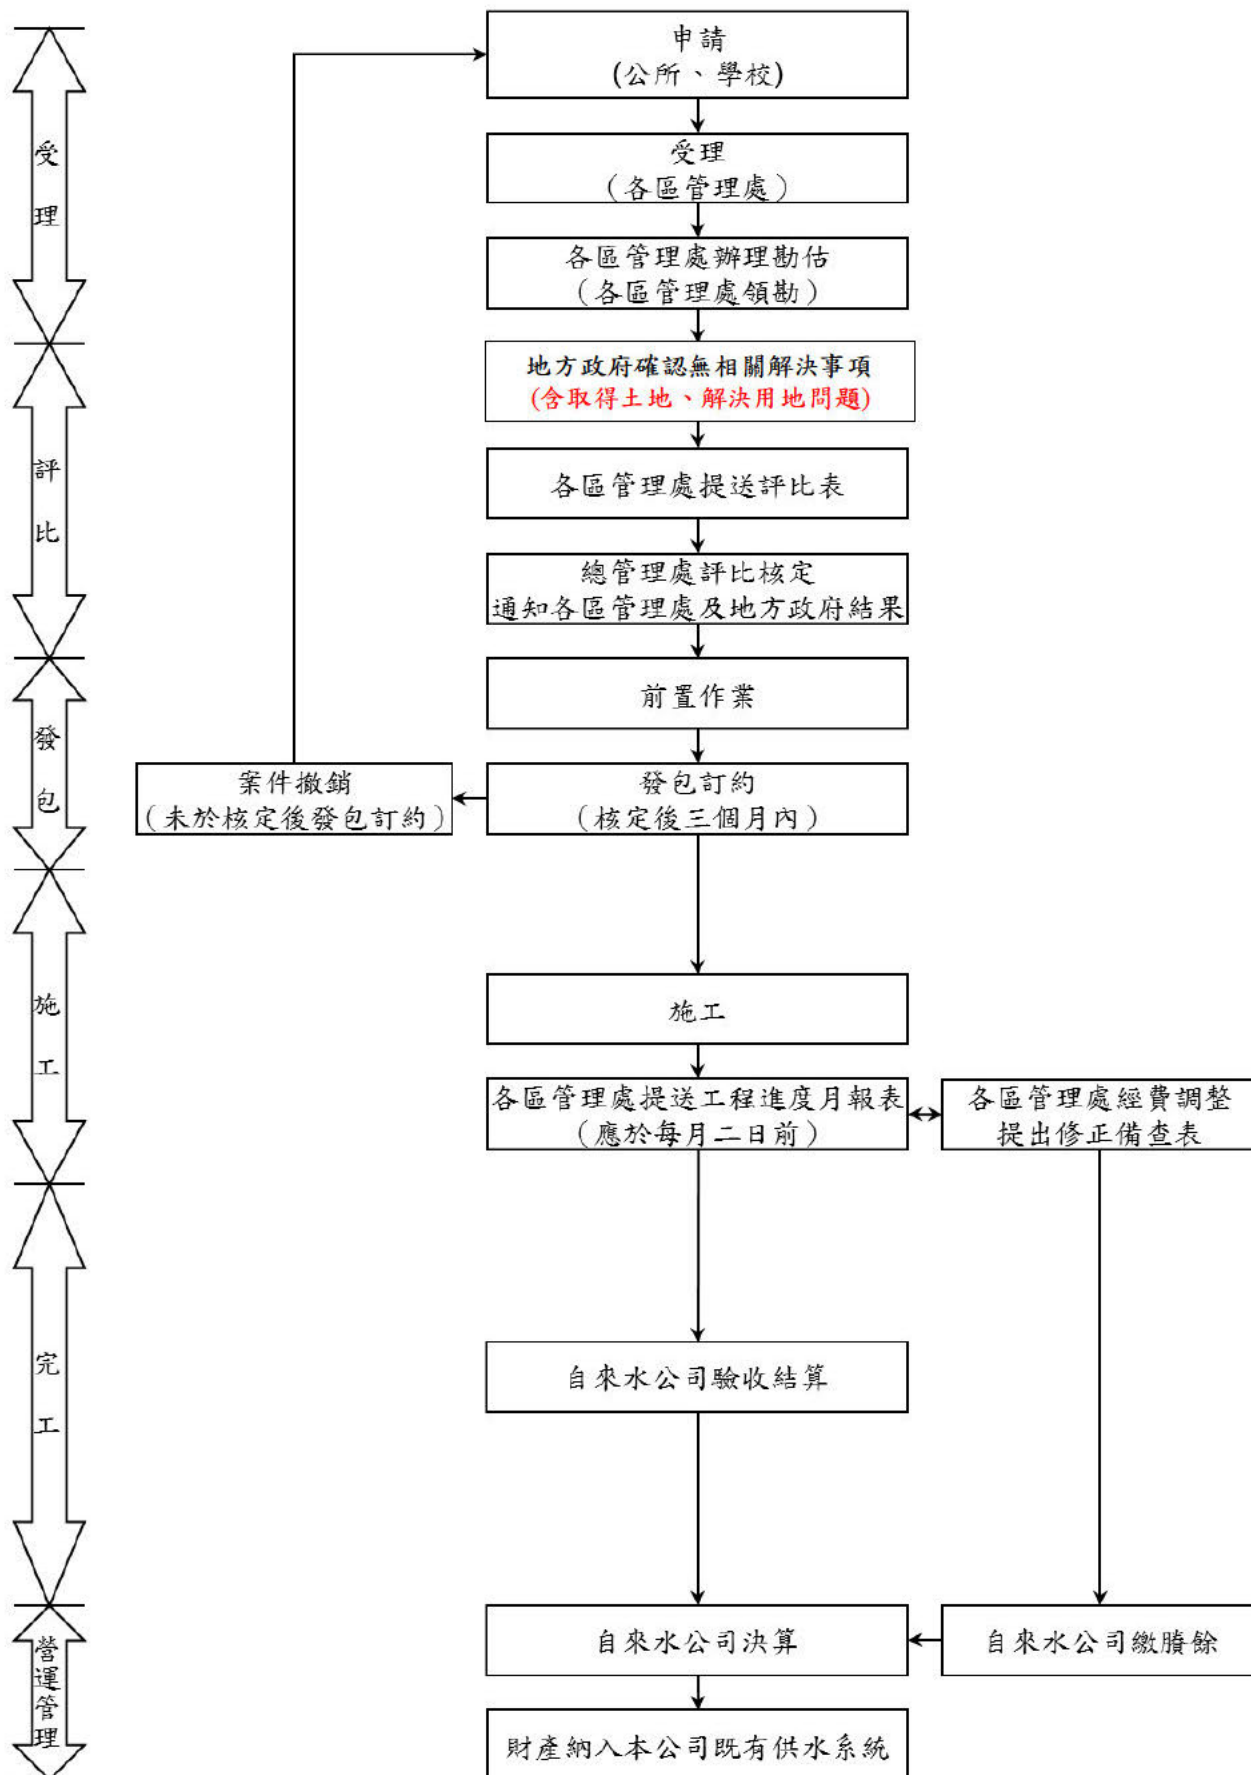 申請
(公所、學校)
受理
(各區管理處)
各區管理處辦理勘估
(各區管理處領勘)
受
理
地方政府確認無相關解決事項
(含取得土地、解決用地問題)
各區管理處提送評比表
總管理處評比核定
通知各區管理處及地方政府結果
評
比
前置作業
發包訂約
(核定後三個月內)
案件撤銷
(未於核定後發包訂約)
發
包
施工
各區管理處提送工程進度月報表
(應於每月二日前)
各區管理處經費調整
提出修正備查表
施
工
自來水公司驗收結算
完
工
自來水公司決算
自來水公司繳賸餘
財產納入本公司既有供水系統
營
運
管
理